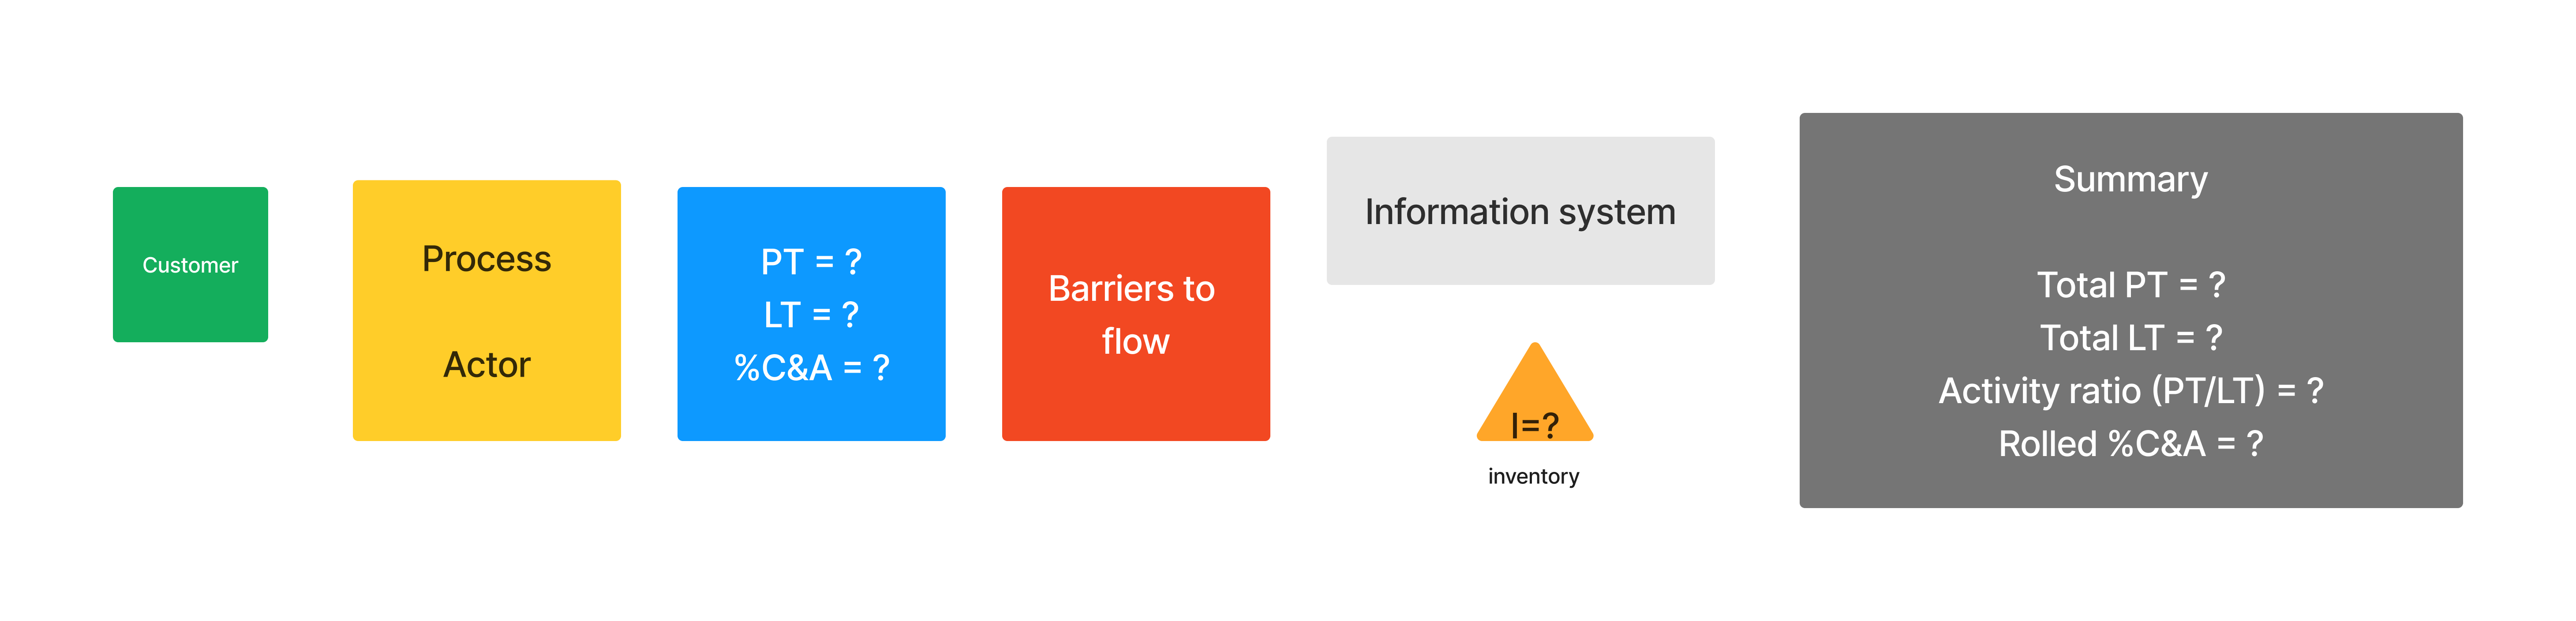 Customer
Process
Actor
PT = ?
LT = ?
%C&A = ?
Barriers to
flow
Information system
I=?
inventory
Summary
Total PT = ?
Total LT = ?
Activity ratio (PT/LT) = ?
Rolled %C&A = ?